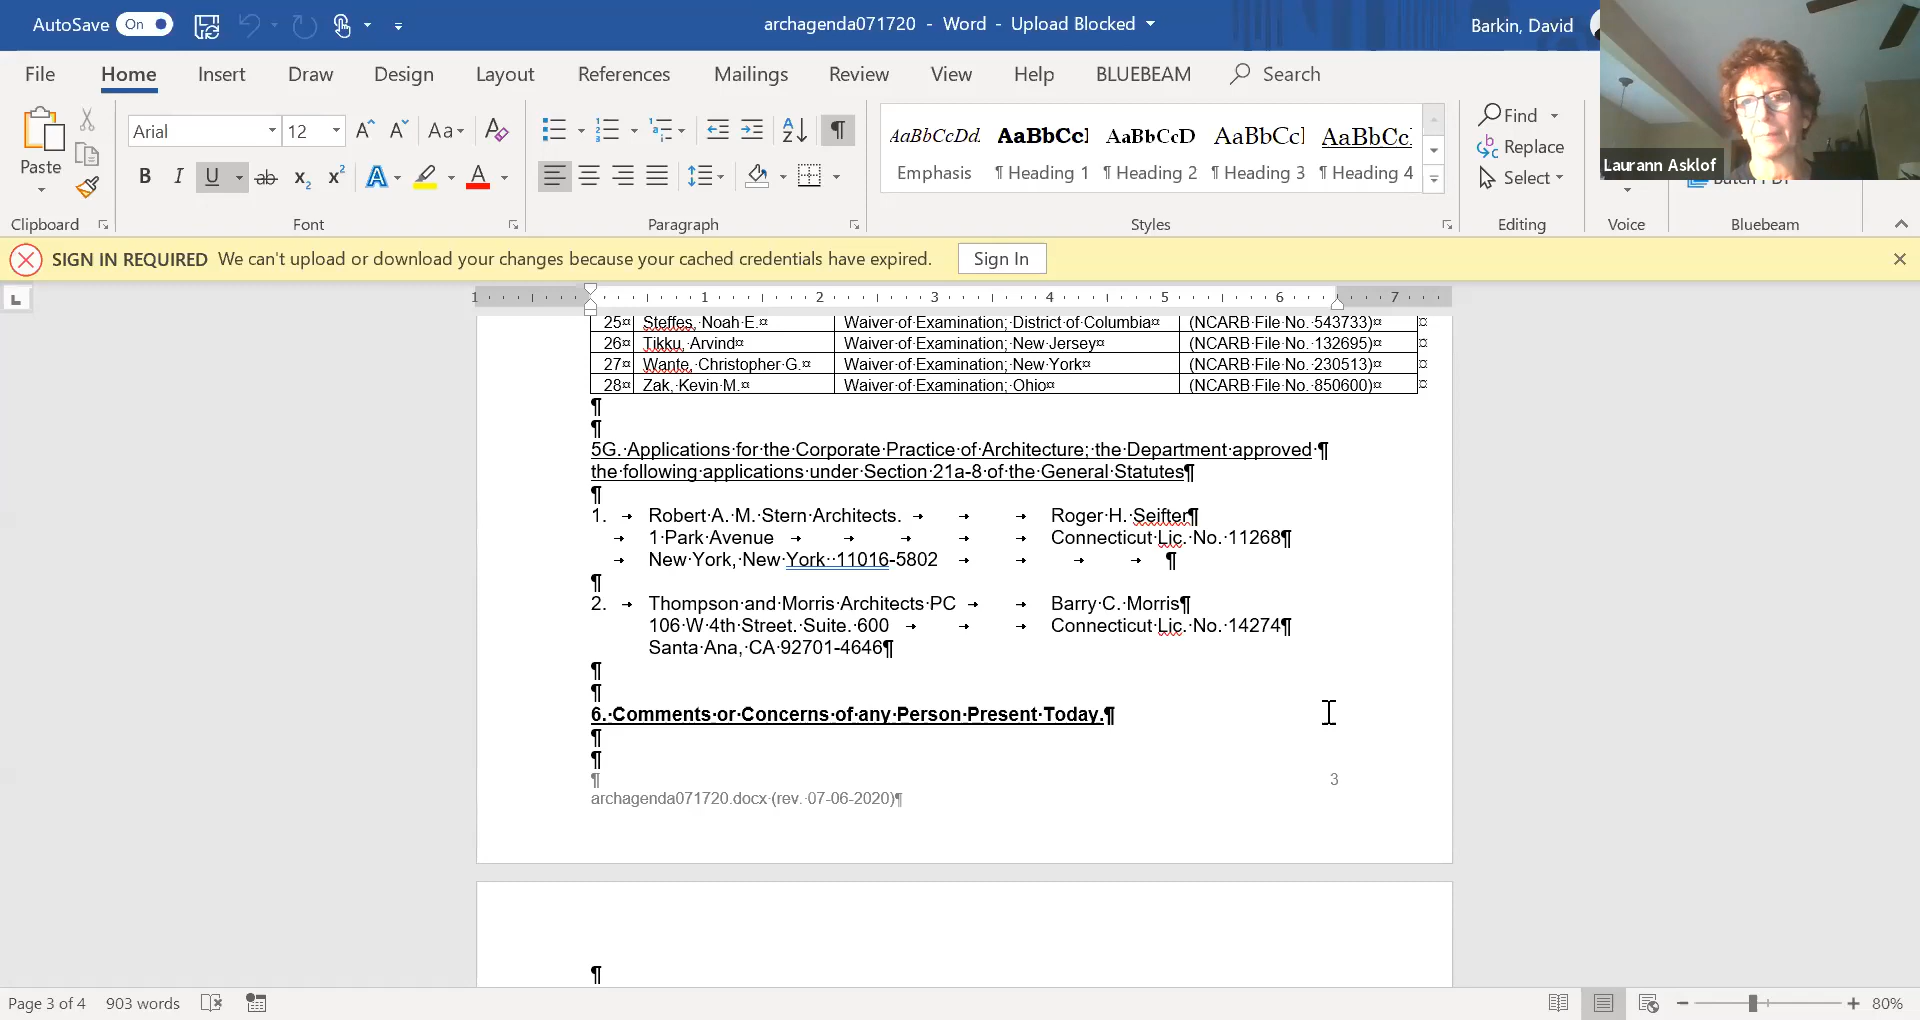 AutoSave On archagenda071720 - Word - Upload Blocked Barkin, David
File Home Insert Draw Design Layout References Mailings Review View Help BLUEBEAM Search
Paste
Clipboard
Arial 12
Font
Paragraph
AaBbCcDd. AaBbCcI AaBbCcD AaBbCcI AaBbCc.
Emphasis ¶ Heading 1 ¶ Heading 2 ¶ Heading 3 ¶ Heading 4
Styles
Find
Replace
Select
Editing
Voice
Bluebeam
Laurann Asklof
SIGN IN REQUIRED We can't upload or download your changes because your cached credentials have expired. Sign In
1 1 2 3 4 5 6 7
25 Steffes, Noah E. Waiver of Examination; District of Columbia (NCARB File No. 543733)
26 Tikku, Arvind Waiver of Examination; New Jersey (NCARB File No. 132695)
27 Wante, Christopher G. Waiver of Examination; New York (NCARB File No. 230513)
28 Zak, Kevin M. Waiver of Examination; Ohio (NCARB File No. 850600)
5G. Applications for the Corporate Practice of Architecture; the Department approved
the following applications under Section 21a-8 of the General Statutes
1. Robert A. M. Stern Architects. Roger H. Seifter
1 Park Avenue Connecticut Lic. No. 11268
New York, New York 11016-5802
2. Thompson and Morris Architects PC Barry C. Morris
106 W 4th Street. Suite. 600 Connecticut Lic. No. 14274
Santa Ana, CA 92701-4646
6. Comments or Concerns of any Person Present Today.
3
archagenda071720.docx (rev. 07-06-2020)
Page 3 of 4 903 words 80%